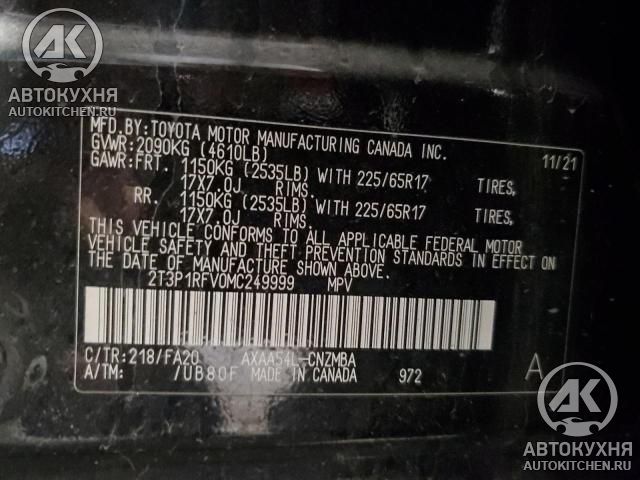 АК
АВТОКУХНЯ
AUTOKITCHEN.RU
MFD.BY:TOYOTA MOTOR MANUFACTURING CANADA INC.
GVWR:2090KG (4610LB) 11/21
GAWR:FRT. 1150KG (2535LB) WITH 225/65R17 TIRES,
17X7.0J RIMS.
RR. 1150KG (2535LB) WITH 225/65R17 TIRES,
17X7.0J RIMS.
THIS VEHICLE CONFORMS TO ALL APPLICABLE FEDERAL MOTOR
VEHICLE SAFETY AND THEFT PREVENTION STANDARDS IN EFFECT ON
THE DATE OF MANUFACTURE SHOWN ABOVE.
2T3P1RFV0MC249999 MPV
C/TR:218/FA20 AXAA54L-CNZMBA A
A/TM: /UB80F MADE IN CANADA 972
АК
АВТОКУХНЯ
AUTOKITCHEN.RU